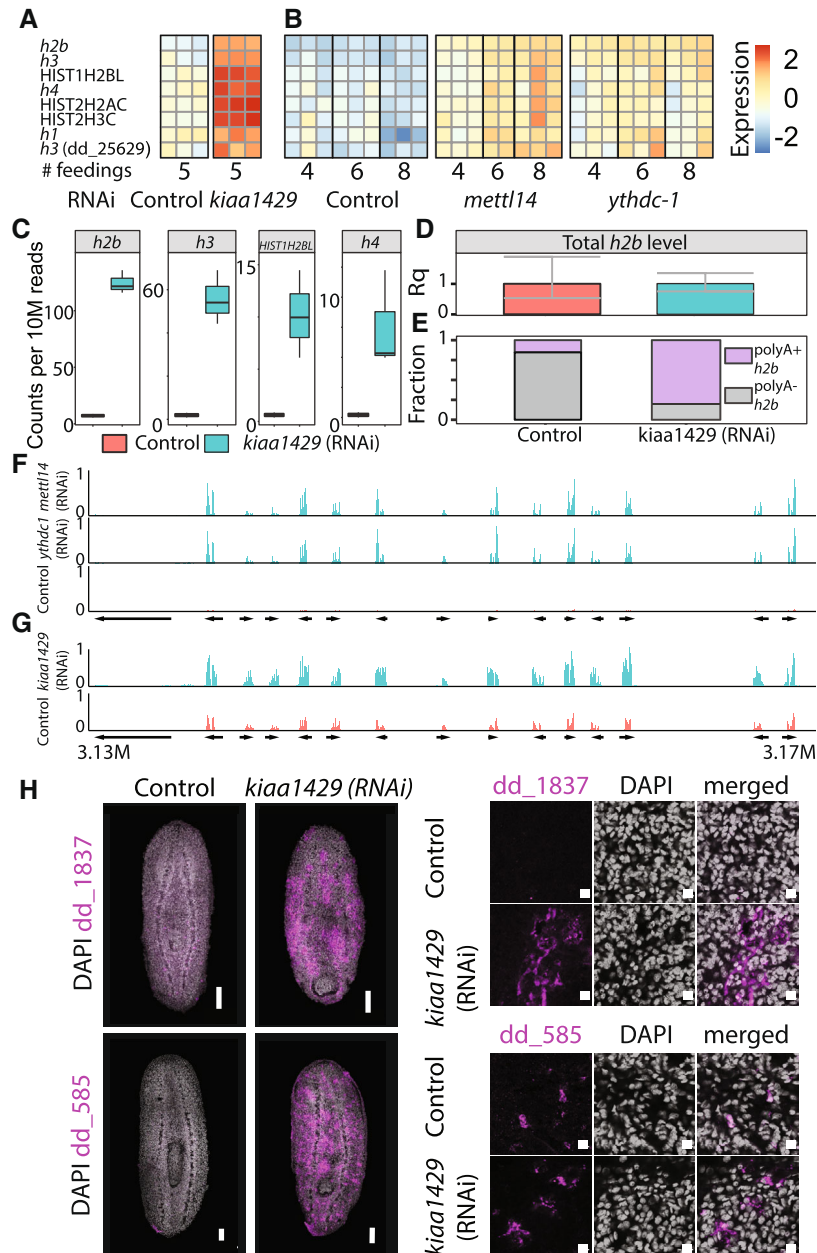 A
B
h2b
h3
HIST1H2BL
h4
HIST2H2AC
HIST2H3C
h1
h3 (dd_25629)
# feedings
5
5
4
6
8
4
6
8
4
6
8
RNAi
Control
kiaa1429
Control
mettl14
ythdc-1
Expression
2
0
-2
C
Counts per 10M reads
h2b
100
50
0
h3
60
0
HIST1H2BL
15
0
h4
10
0
Control
kiaa1429 (RNAi)
D
Total h2b level
Rq
1
0
E
Fraction
1
0
polyA+
h2b
polyA-
h2b
Control
kiaa1429 (RNAi)
F
mettl14
(RNAi)
1
0
ythdc1
(RNAi)
1
0
Control
1
0
G
kiaa1429
(RNAi)
1
0
Control
1
0
3.13M
3.17M
H
Control
kiaa1429 (RNAi)
DAPI dd_1837
DAPI dd_585
dd_1837
DAPI
merged
Control
kiaa1429
(RNAi)
dd_585
DAPI
merged
Control
kiaa1429
(RNAi)